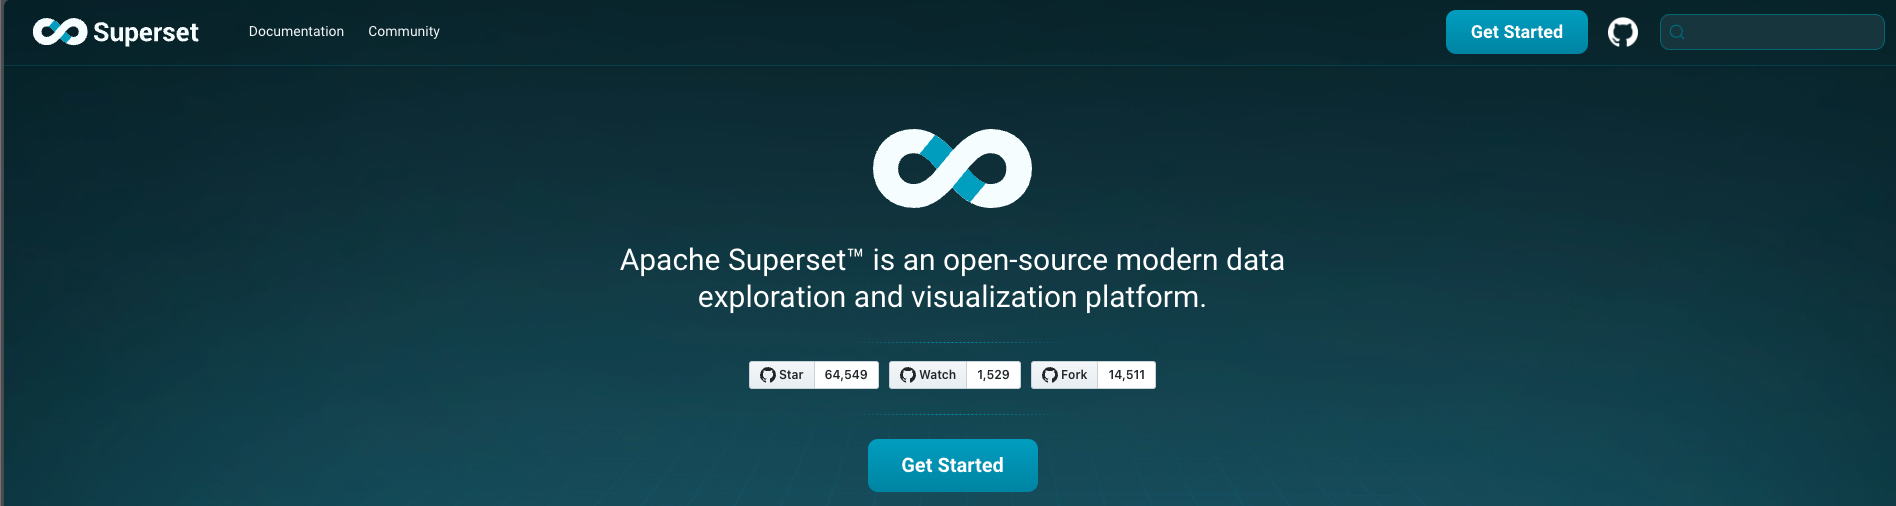 Superset
Documentation
Community
Get Started
Apache Superset™ is an open-source modern data
exploration and visualization platform.
Star 64,549
Watch 1,529
Fork 14,511
Get Started